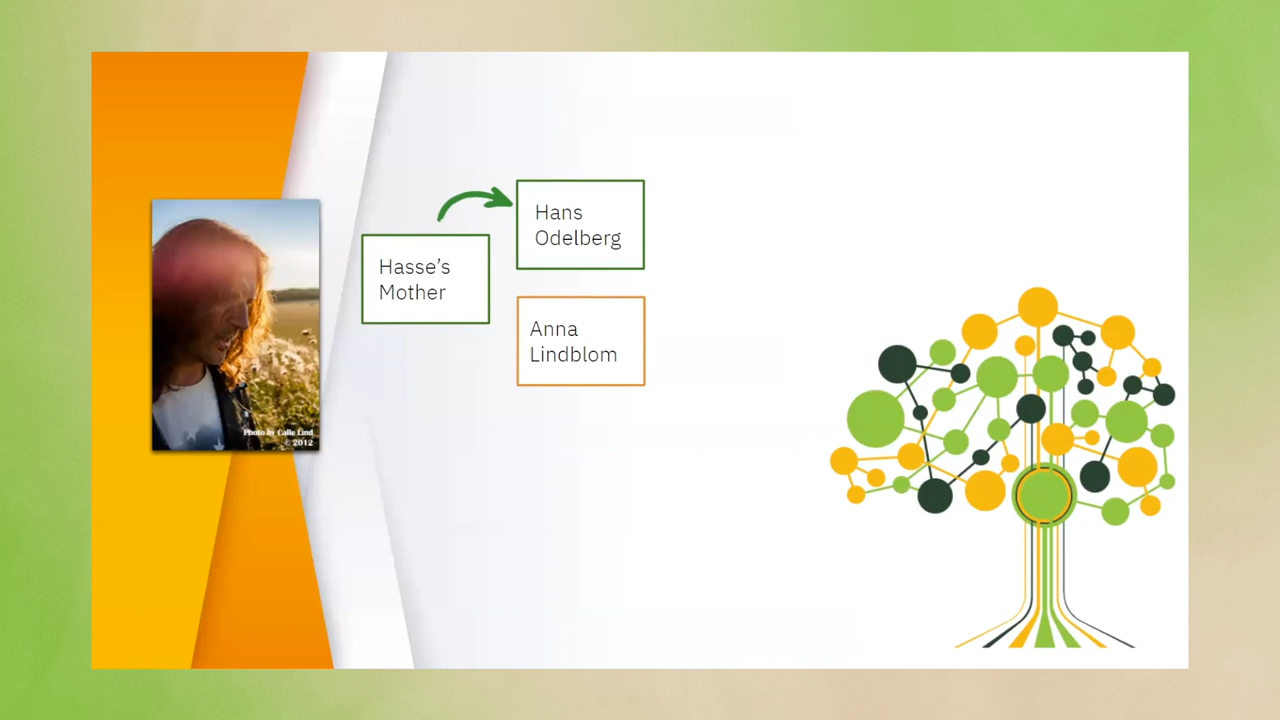 Hasse’s
Mother
Hans
Odelberg
Anna
Lindblom
Photo by Calle Lind
© 2012